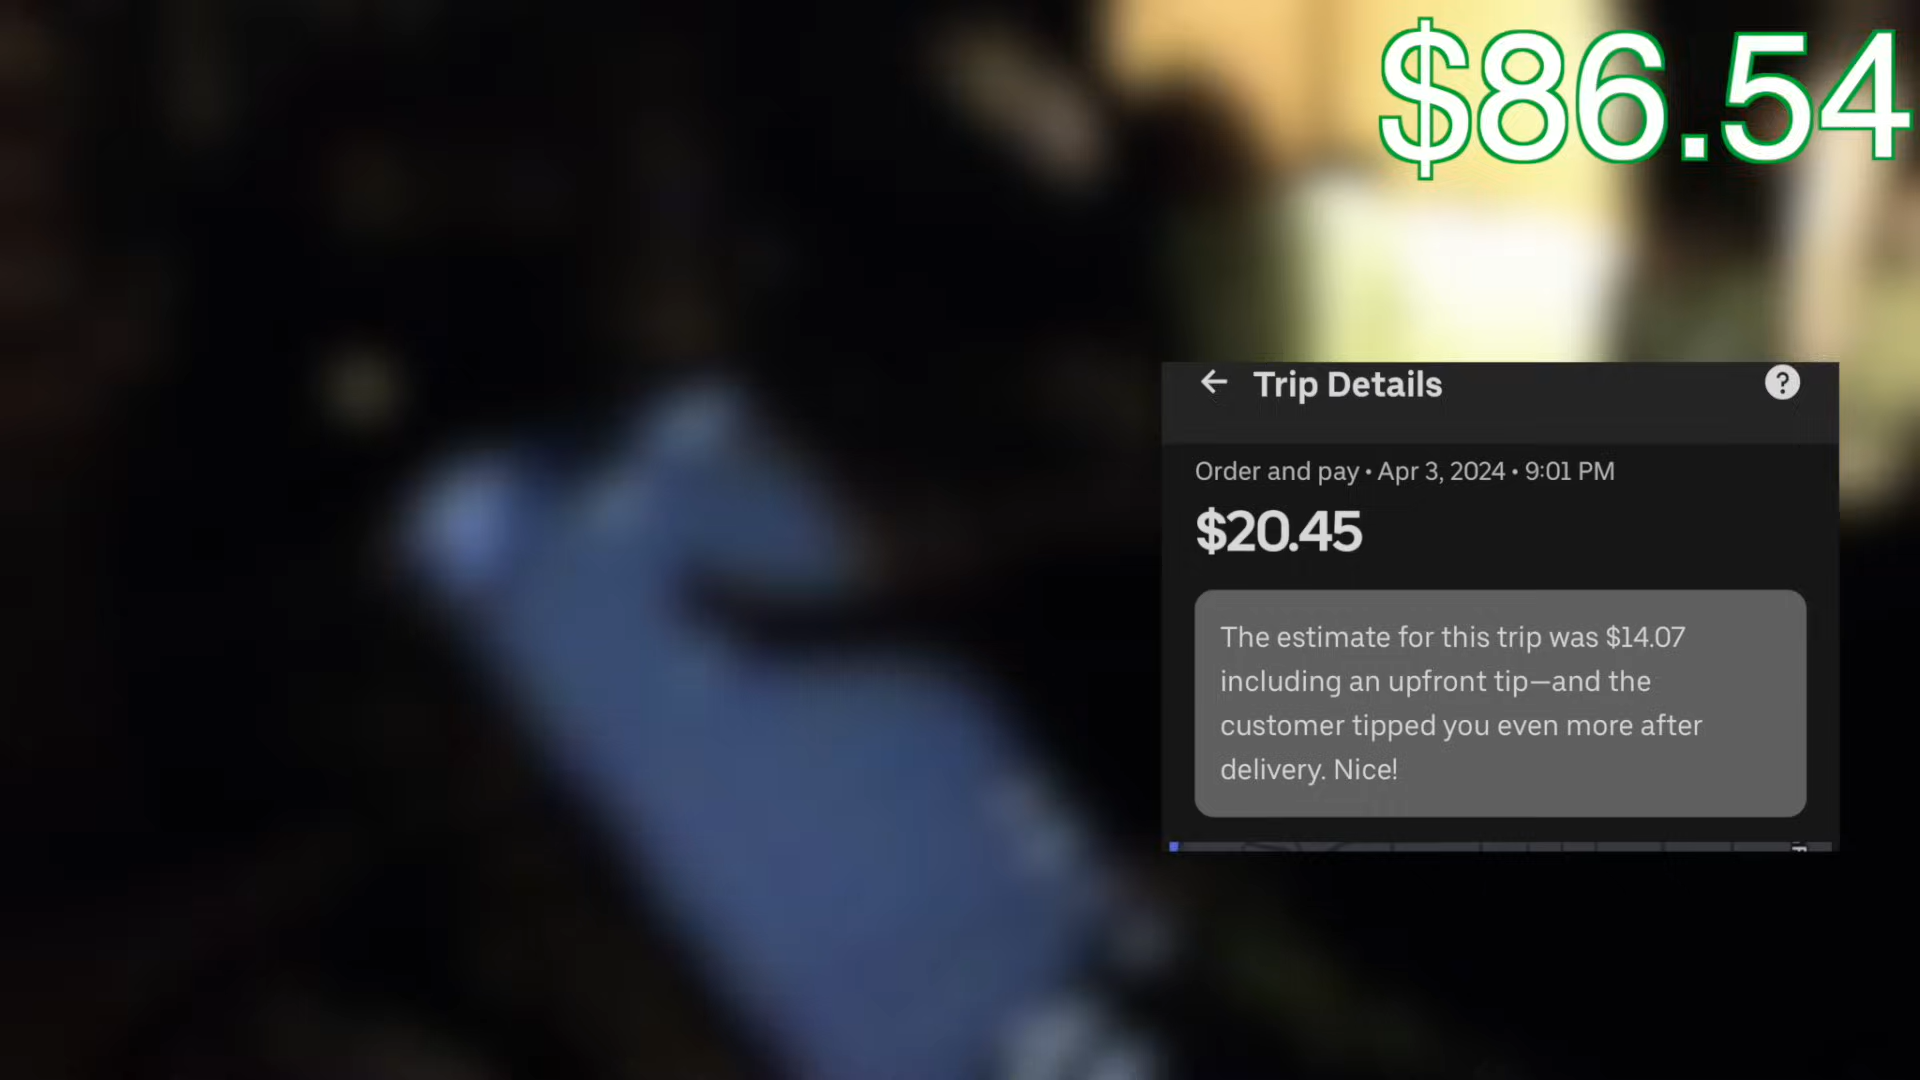 $86.54
← Trip Details ?
Order and pay • Apr 3, 2024 • 9:01 PM
$20.45
The estimate for this trip was $14.07
including an upfront tip—and the
customer tipped you even more after
delivery. Nice!